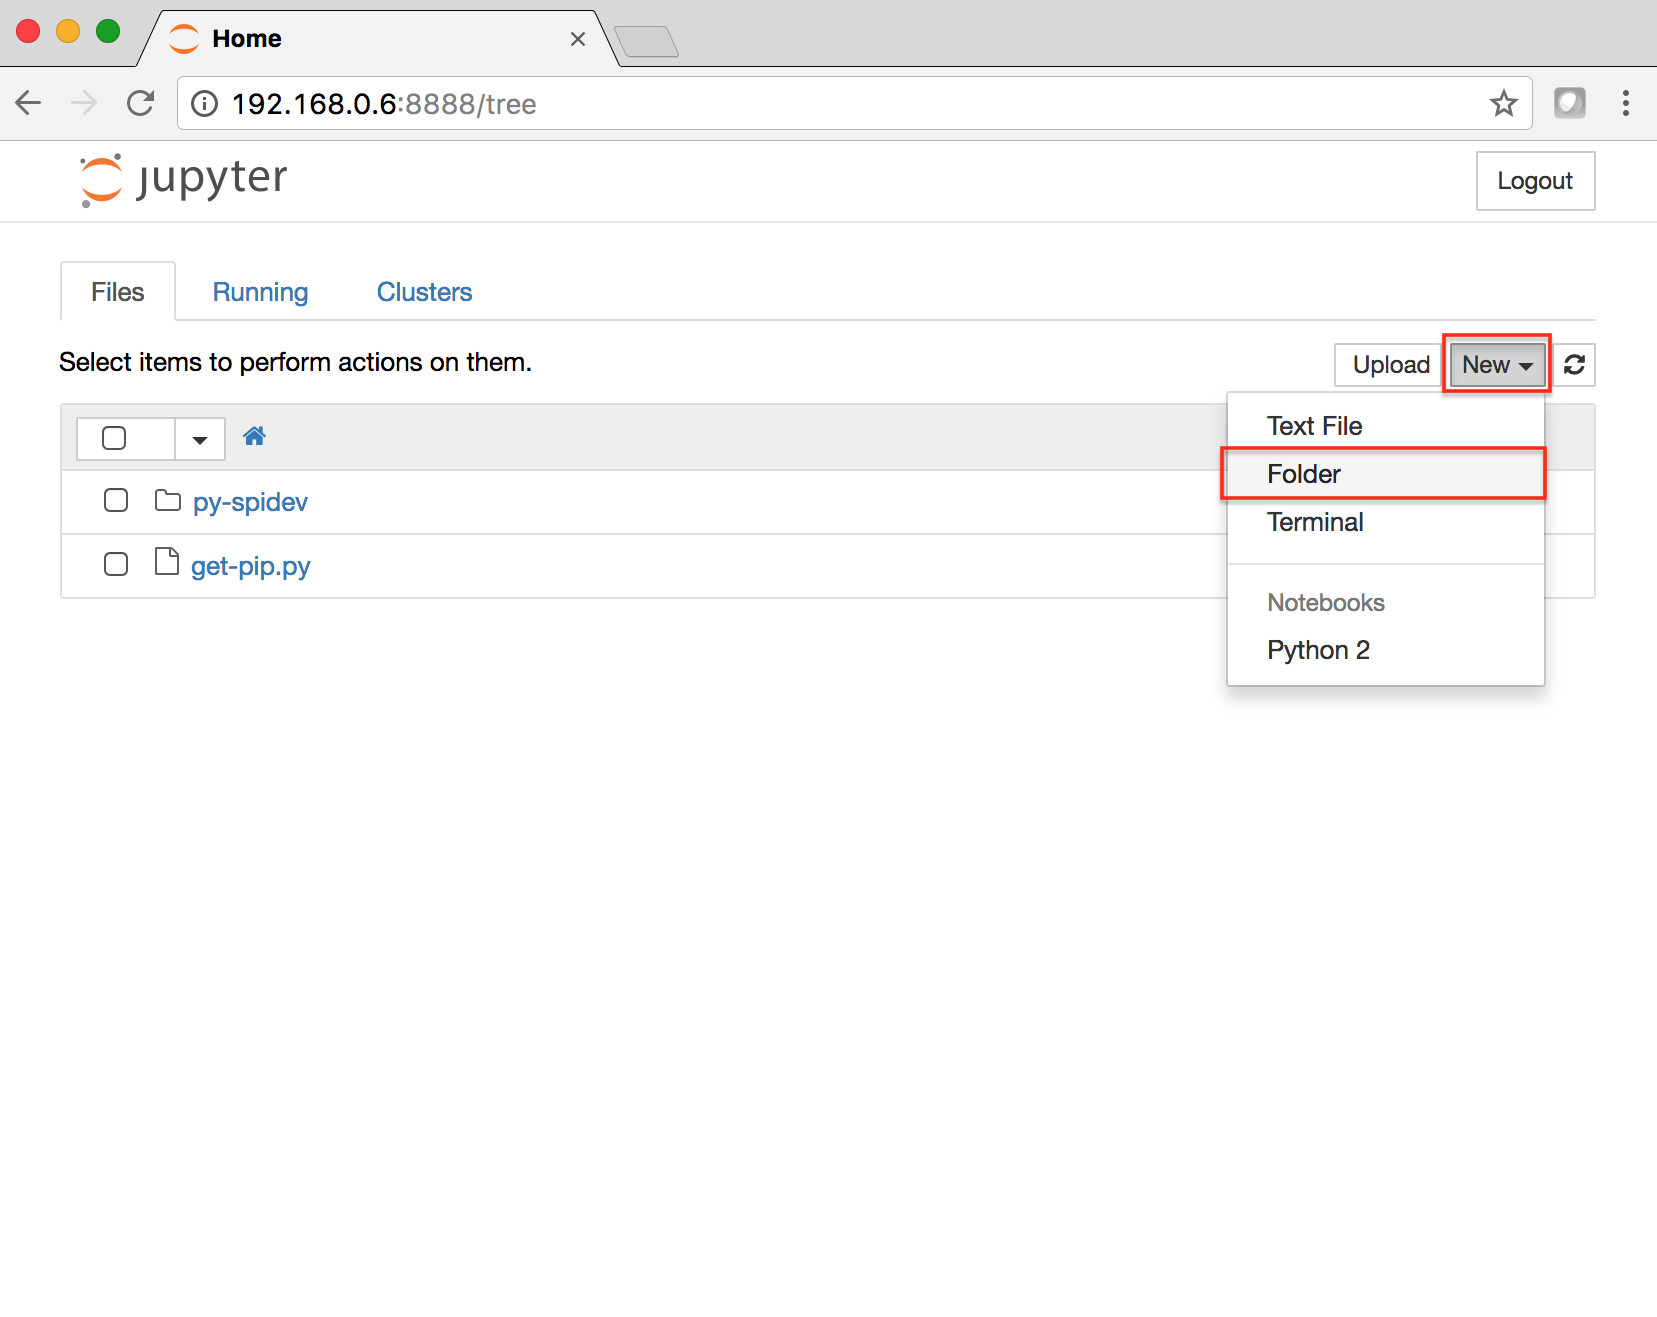 Home
192.168.0.6:8888/tree
jupyter
Logout
Files Running Clusters
Select items to perform actions on them.
Upload New
Text File
Folder
Terminal
Notebooks
Python 2
py-spidev
get-pip.py